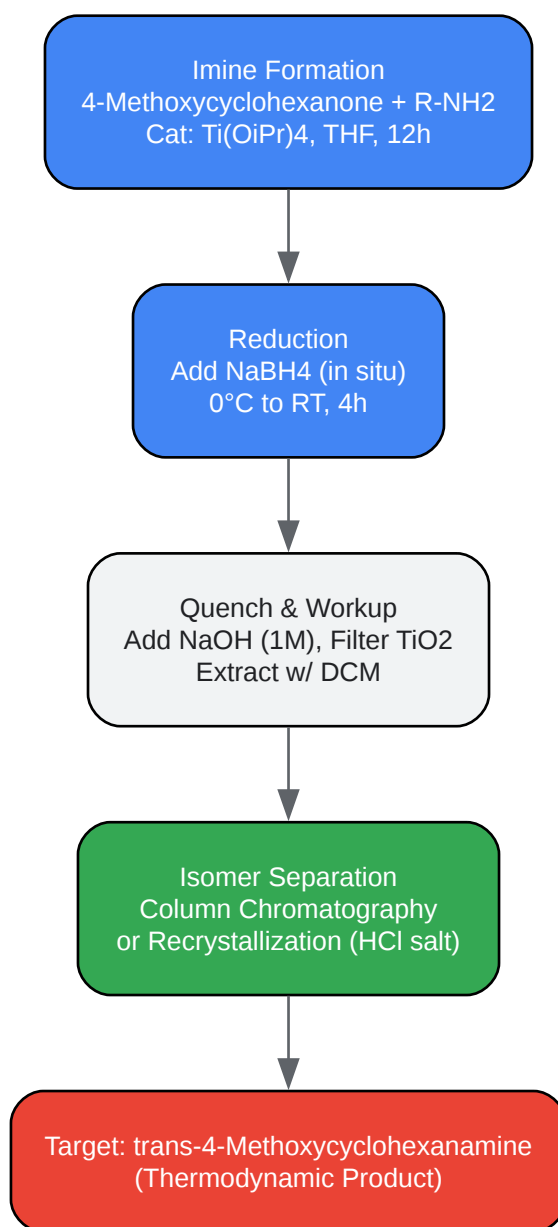 Imine Formation
4-Methoxycyclohexanone + R-NH2
Cat: Ti(OiPr)4, THF, 12h
Reduction
Add NaBH4 (in situ)
0°C to RT, 4h
Quench & Workup
Add NaOH (1M), Filter TiO2
Extract w/ DCM
Isomer Separation
Column Chromatography
or Recrystallization (HCl salt)
Target: trans-4-Methoxycyclohexanamine
(Thermodynamic Product)